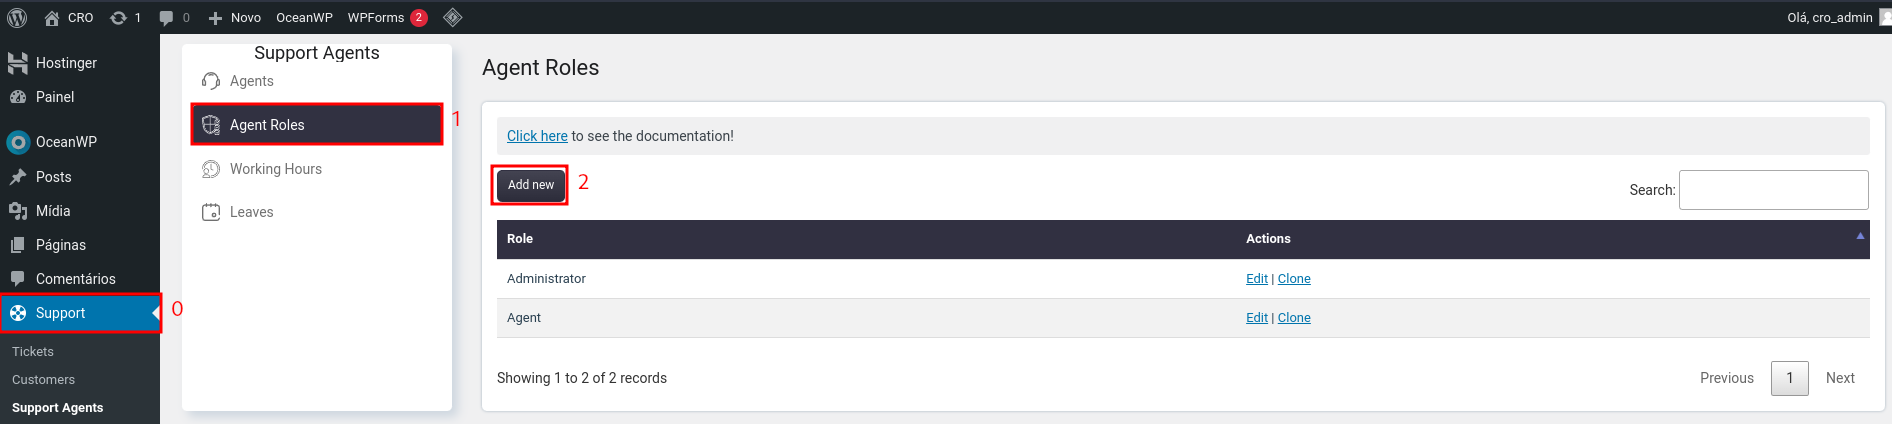 CRO 1 0 Novo OceanWP WPForms 2 Olá, cro_admin
Hostinger
Painel
OceanWP
Posts
Mídia
Páginas
Comentários
Support 0
Tickets
Customers
Support Agents
Support Agents
Agents
Agent Roles 1
Working Hours
Leaves
Agent Roles
Click here to see the documentation!
Add new 2
Search:
Role Actions
Administrator Edit | Clone
Agent Edit | Clone
Showing 1 to 2 of 2 records Previous 1 Next